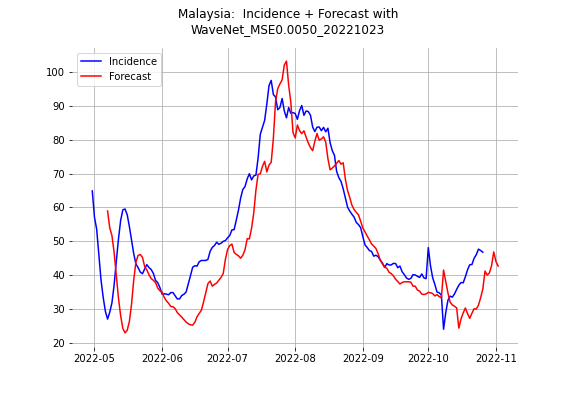 Malaysia:  Incidence + Forecast with
WaveNet_MSE0.0050_20221023
Incidence
Forecast
100
90
80
70
60
50
40
30
20
2022-05 2022-06 2022-07 2022-08 2022-09 2022-10 2022-11